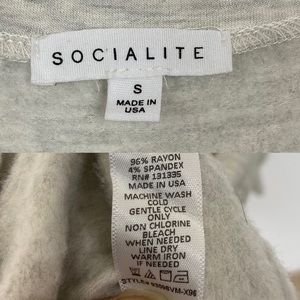 SOCIALITE
S
MADE IN
USA
96% RAYON
4% SPANDEX
RN# 131335
MADE IN USA
MACHINE WASH
COLD
GENTLE CYCLE
ONLY
NON CHLORINE
BLEACH
WHEN NEEDED
LINE DRY
WARM IRON
IF NEEDED